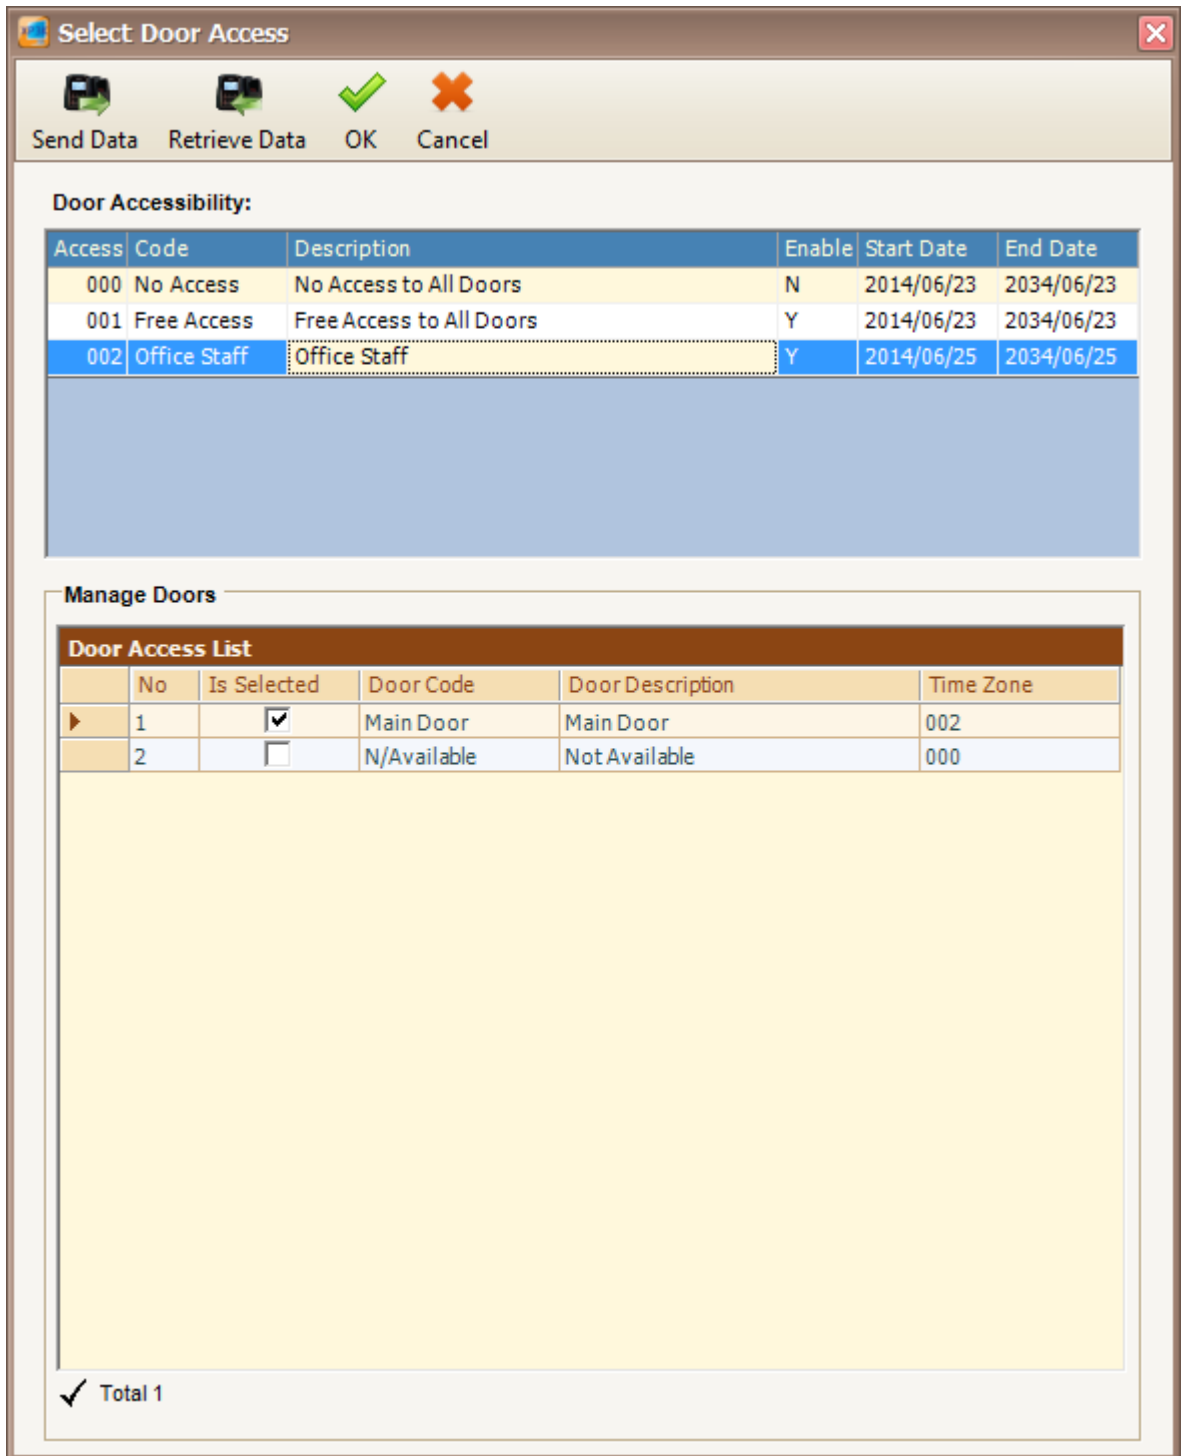 Select Door Access
Send Data Retrieve Data OK Cancel
Door Accessibility:
Access Code Description Enable Start Date End Date
000 No Access No Access to All Doors N 2014/06/23 2034/06/23
001 Free Access Free Access to All Doors Y 2014/06/23 2034/06/23
002 Office Staff Office Staff Y 2014/06/25 2034/06/25
Manage Doors
Door Access List
No Is Selected Door Code Door Description Time Zone
1 Main Door Main Door 002
2 N/Available Not Available 000
Total 1